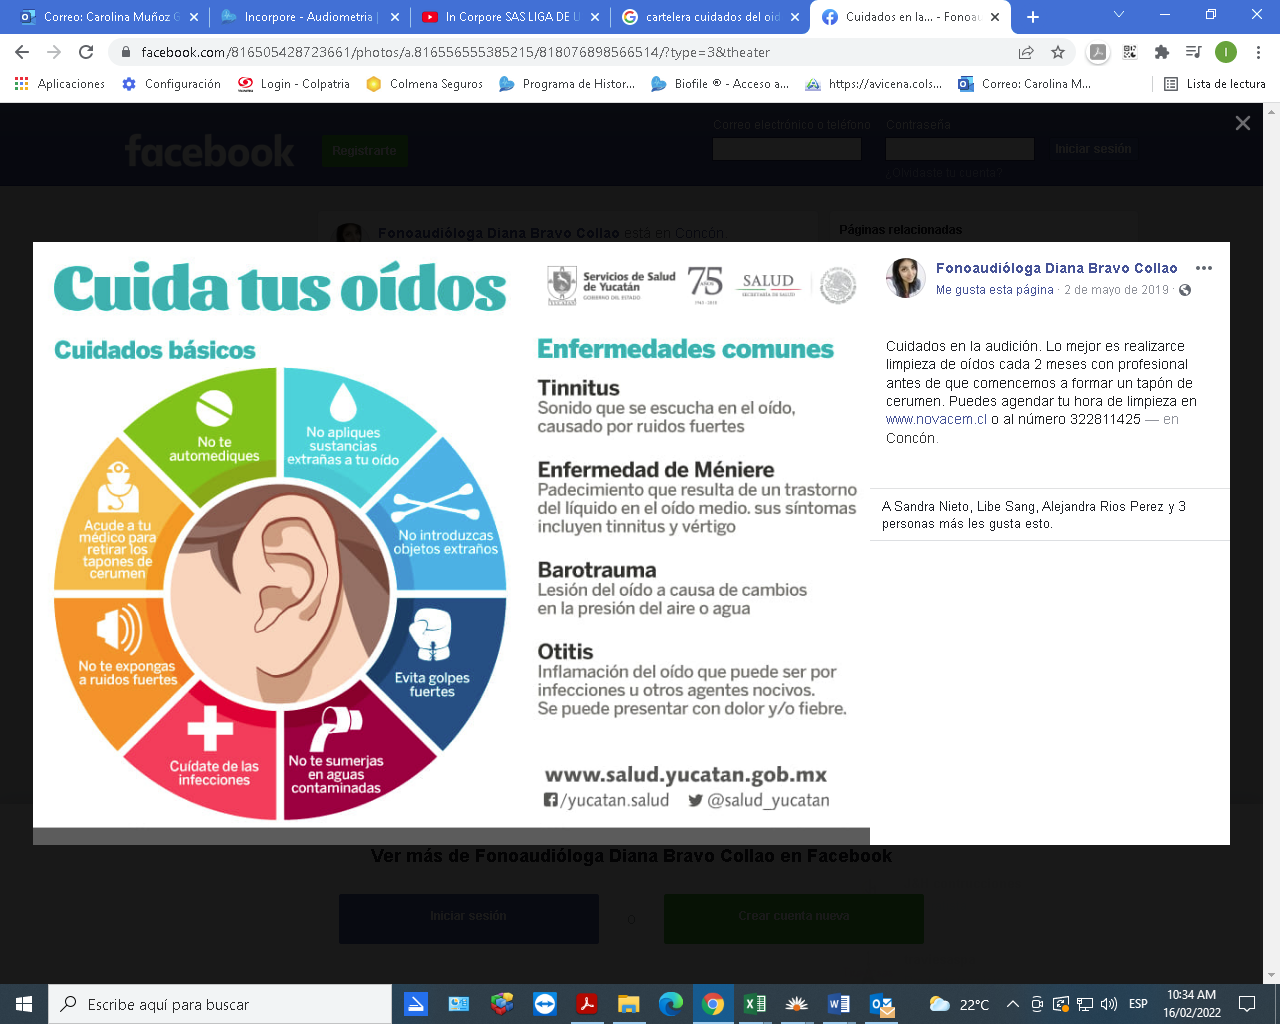 Correo: Carolina Muñoz G
Incorpore - Audiometria
In Corpore SAS LIGA DE U
cartelera cuidados del oid
Cuidados en la... - Fonoau
facebook.com/816505428723661/photos/a.816556555385215/818076898566514/?type=3&theater
I
Aplicaciones
Configuración
Login - Colpatria
Colmena Seguros
Programa de Histor...
Biofile ® - Acceso a...
https://avicena.cols...
Correo: Carolina M...
Lista de lectura
Correo electrónico o teléfono
Contraseña
facebook
Registrarte
Iniciar sesión
¿Olvidaste tu cuenta?
Fonoaudióloga Diana Bravo Collao está en Concón.
Páginas relacionadas
Cuida tus oídos
Servicios de Salud
de Yucatán
GOBIERNO DEL ESTADO
75
AÑOS
SALUD
SECRETARÍA DE SALUD
Cuidados básicos
No te
automediques
No apliques
sustancias
extrañas a tu oído
No introduzcas
objetos extraños
Evita golpes
fuertes
No te sumerjas
en aguas
contaminadas
Cuídate de las
infecciones
No te expongas
a ruidos fuertes
Acude a tu
médico para
retirar los
tapones de
cerumen
Enfermedades comunes
Tinnitus
Sonido que se escucha en el oído,
causado por ruidos fuertes
Enfermedad de Méniere
Padecimiento que resulta de un trastorno
del líquido en el oído medio. sus síntomas
incluyen tinnitus y vértigo
Barotrauma
Lesión del oído a causa de cambios
en la presión del aire o agua
Otitis
Inflamación del oído que puede ser por
infecciones u otros agentes nocivos.
Se puede presentar con dolor y/o fiebre.
www.salud.yucatan.gob.mx
/yucatan.salud @salud_yucatan
Fonoaudióloga Diana Bravo Collao
Me gusta esta página · 2 de mayo de 2019 ·
Cuidados en la audición. Lo mejor es realizarce
limpieza de oídos cada 2 meses con profesional
antes de que comencemos a formar un tapón de
cerumen. Puedes agendar tu hora de limpieza en
www.novacem.cl o al número 322811425 — en
Concón.
A Sandra Nieto, Libe Sang, Alejandra Rios Perez y 3
personas más les gusta esto.
Ver más de Fonoaudióloga Diana Bravo Collao en Facebook
Iniciar sesión
o
Crear cuenta nueva
Escribe aquí para buscar
22°C
ESP
10:34 AM
16/02/2022